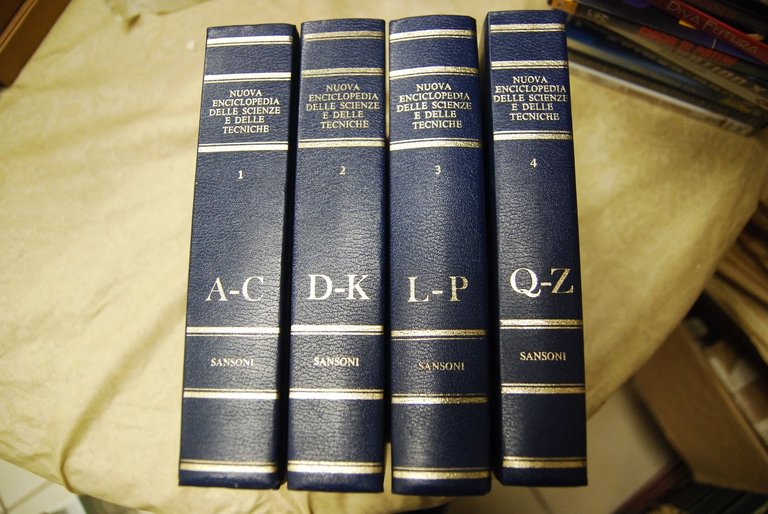 NUOVA
ENCICLOPEDIA
DELLE SCIENZE
E DELLE
TECNICHE
1
A-C
SANSONI
NUOVA
ENCICLOPEDIA
DELLE SCIENZE
E DELLE
TECNICHE
2
D-K
SANSONI
NUOVA
ENCICLOPEDIA
DELLE SCIENZE
E DELLE
TECNICHE
3
L-P
SANSONI
NUOVA
ENCICLOPEDIA
DELLE SCIENZE
E DELLE
TECNICHE
4
Q-Z
SANSONI
DIVA FUTURA